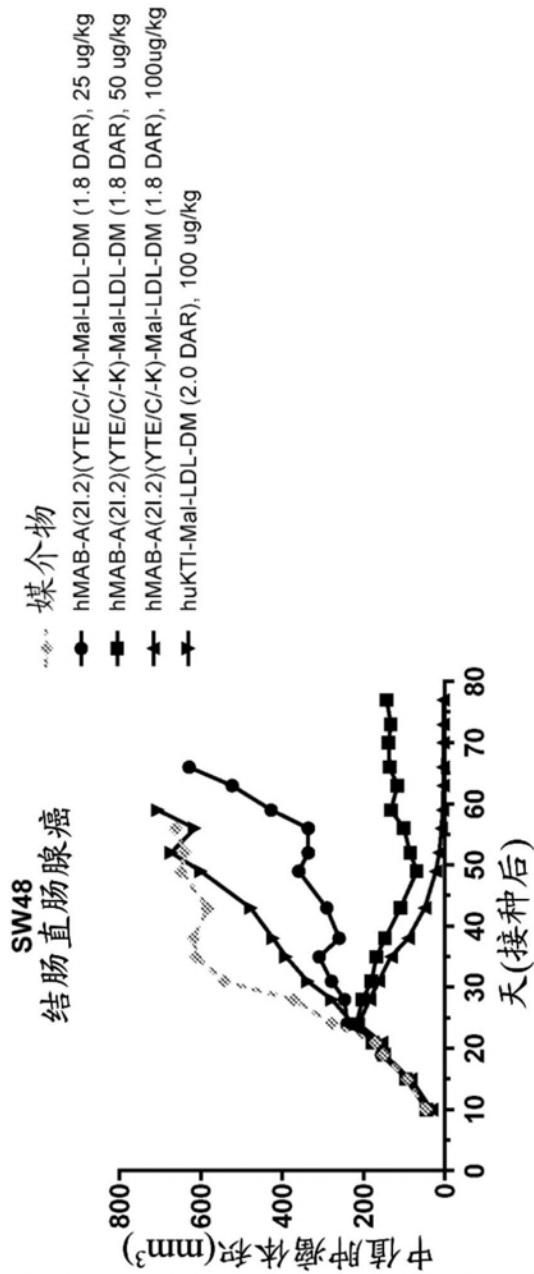 SW48
结肠直肠腺癌
媒介物
hMAB-A(2I.2)(YTE/C/-K)-Mal-LDL-DM (1.8 DAR), 25 ug/kg
hMAB-A(2I.2)(YTE/C/-K)-Mal-LDL-DM (1.8 DAR), 50 ug/kg
hMAB-A(2I.2)(YTE/C/-K)-Mal-LDL-DM (1.8 DAR), 100ug/kg
huKTI-Mal-LDL-DM (2.0 DAR), 100 ug/kg
中值肿瘤体积(mm³)
800
600
400
200
0
0 10 20 30 40 50 60 70 80
天(接种后)